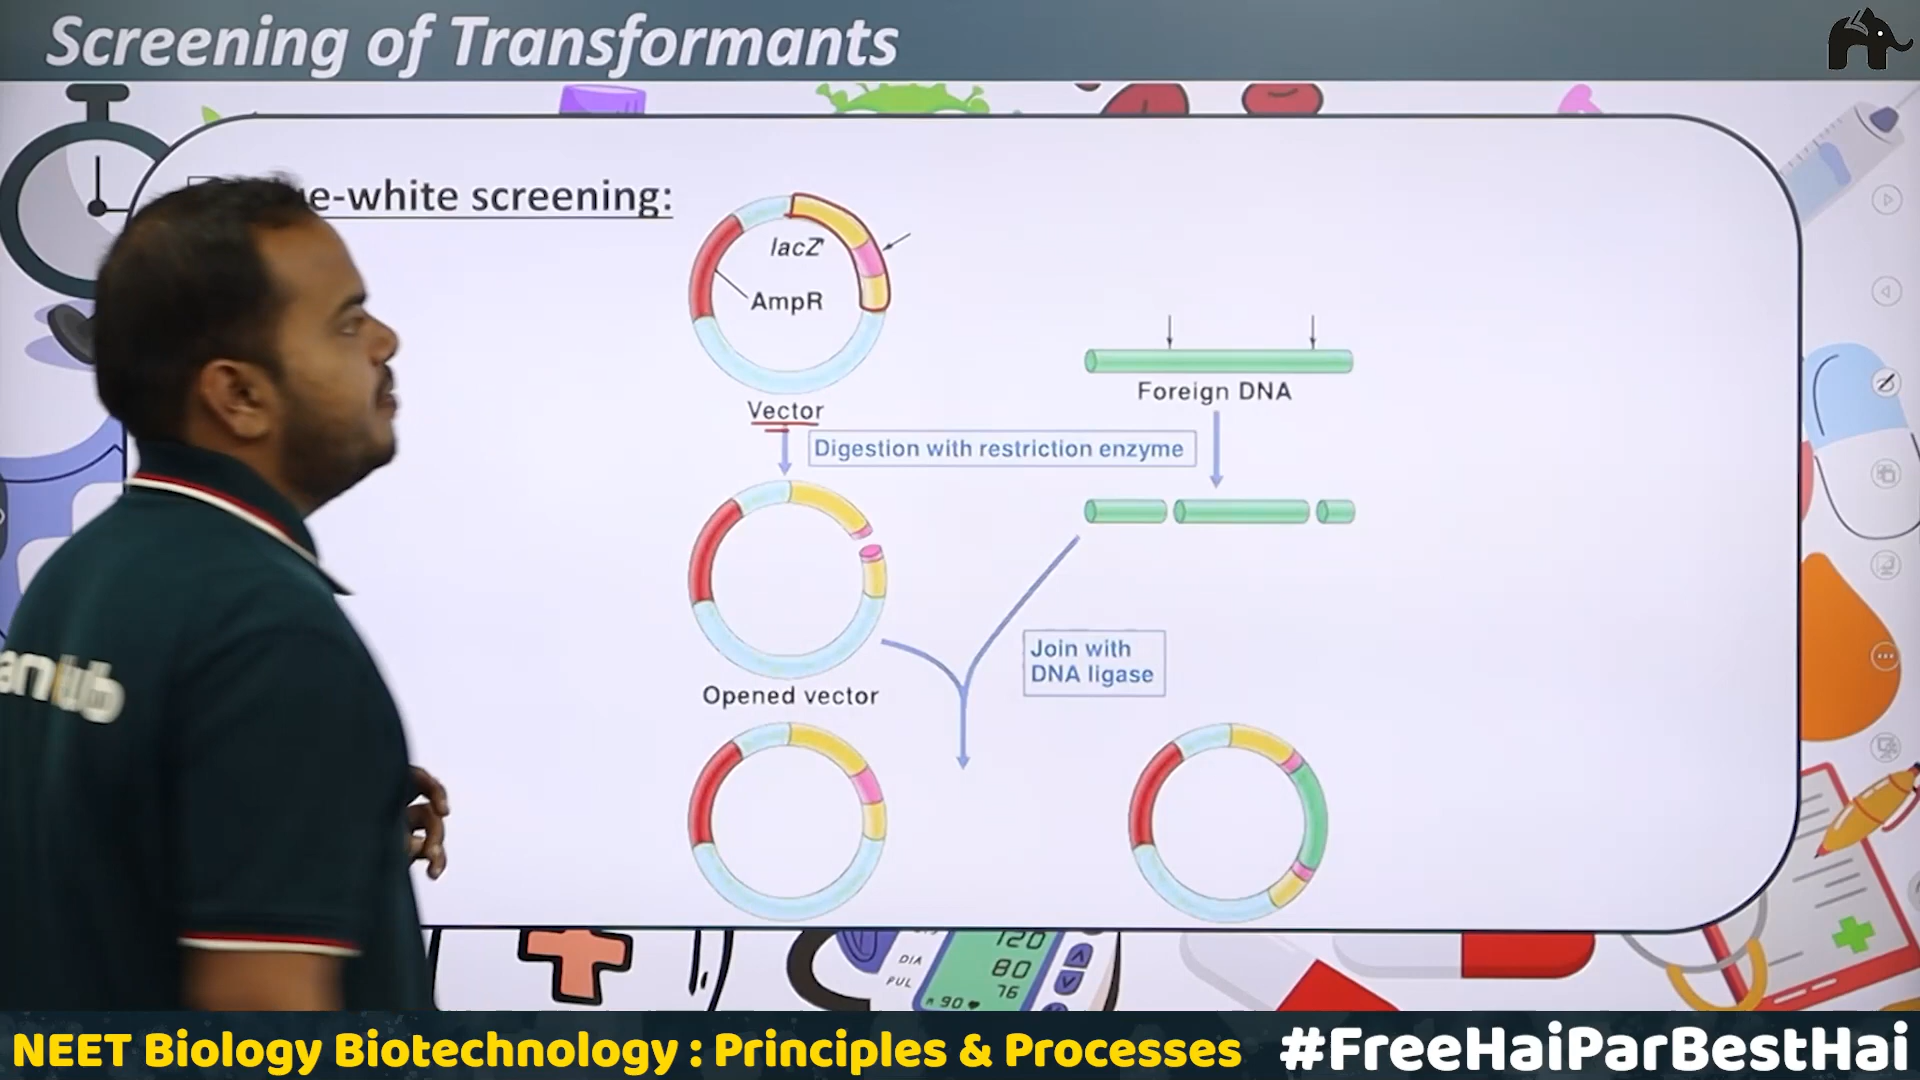 Screening of Transformants
e-white screening:
lacZ'
AmpR
Vector
Foreign DNA
Digestion with restriction enzyme
Join with
DNA ligase
Opened vector
120
DIA
80
PUL
76
90
NEET Biology Biotechnology : Principles & Processes
#FreeHaiParBestHai